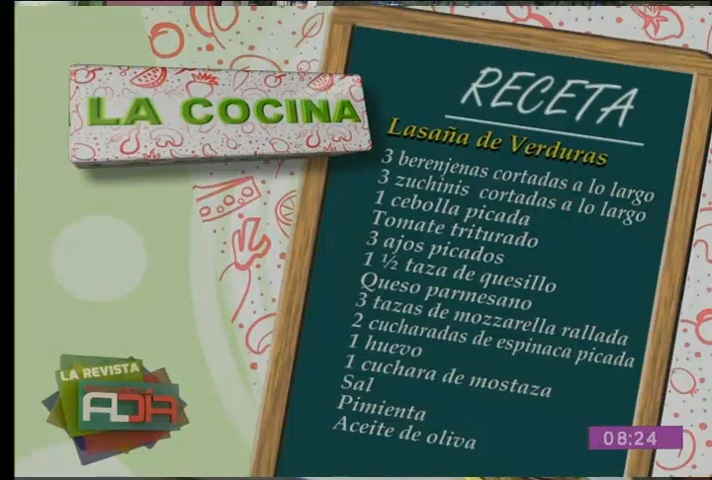 LA COCINA
RECETA
Lasaña de Verduras
3 berenjenas cortadas a lo largo
3 zuchinis cortadas a lo largo
1 cebolla picada
Tomate triturado
3 ajos picados
1 ½ taza de quesillo
Queso parmesano
3 tazas de mozzarella rallada
2 cucharadas de espinaca picada
1 huevo
1 cuchara de mostaza
Sal
Pimienta
Aceite de oliva
LA REVISTA
AL DIA
08:24